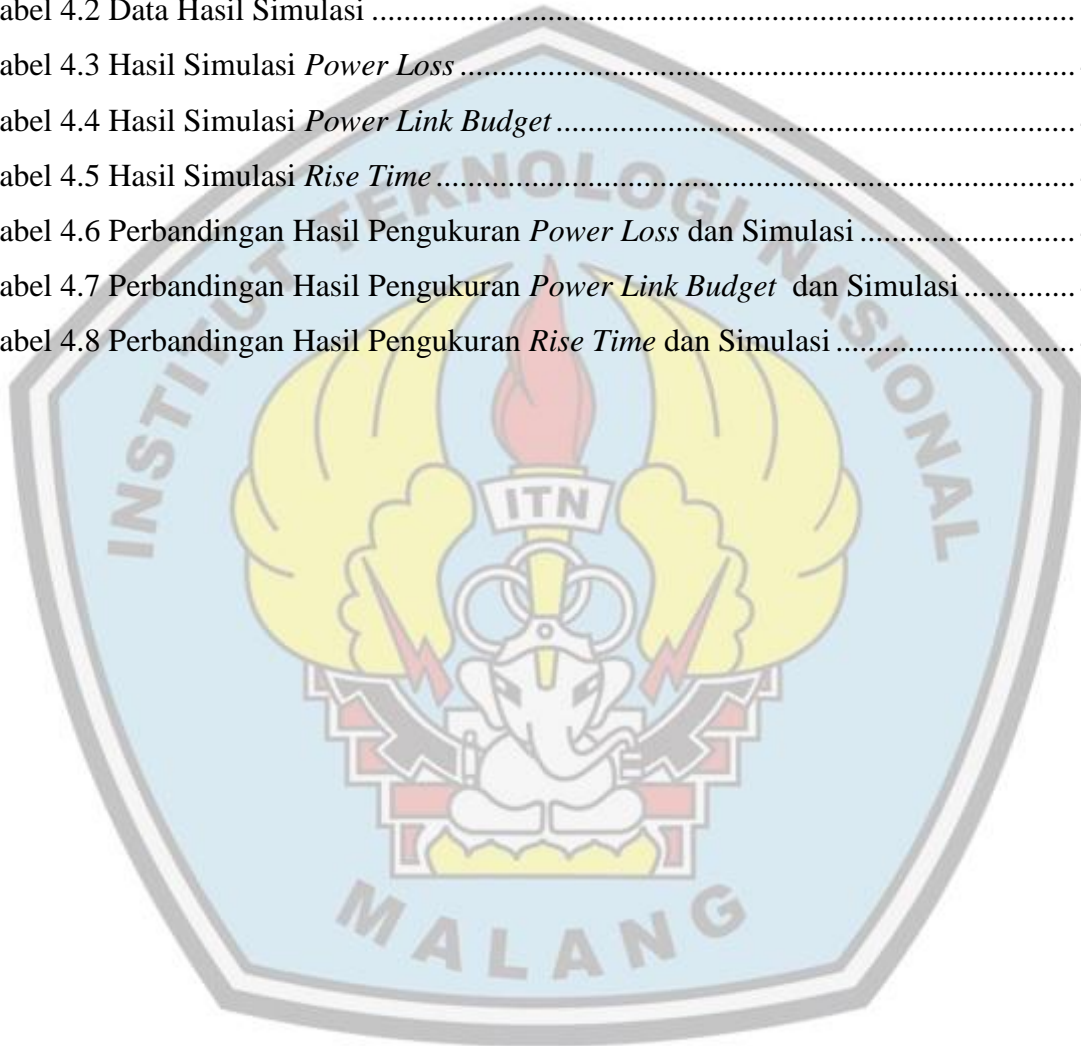 abel 4.2 Data Hasil Simulasi ............................................................................
abel 4.3 Hasil Simulasi Power Loss ..................................................................
abel 4.4 Hasil Simulasi Power Link Budget .......................................................
abel 4.5 Hasil Simulasi Rise Time ....................................................................
abel 4.6 Perbandingan Hasil Pengukuran Power Loss dan Simulasi .......................
abel 4.7 Perbandingan Hasil Pengukuran Power Link Budget dan Simulasi ............
abel 4.8 Perbandingan Hasil Pengukuran Rise Time dan Simulasi ..........................
INSTITUT TEKNOLOGI NASIONAL
ITN
MALANG